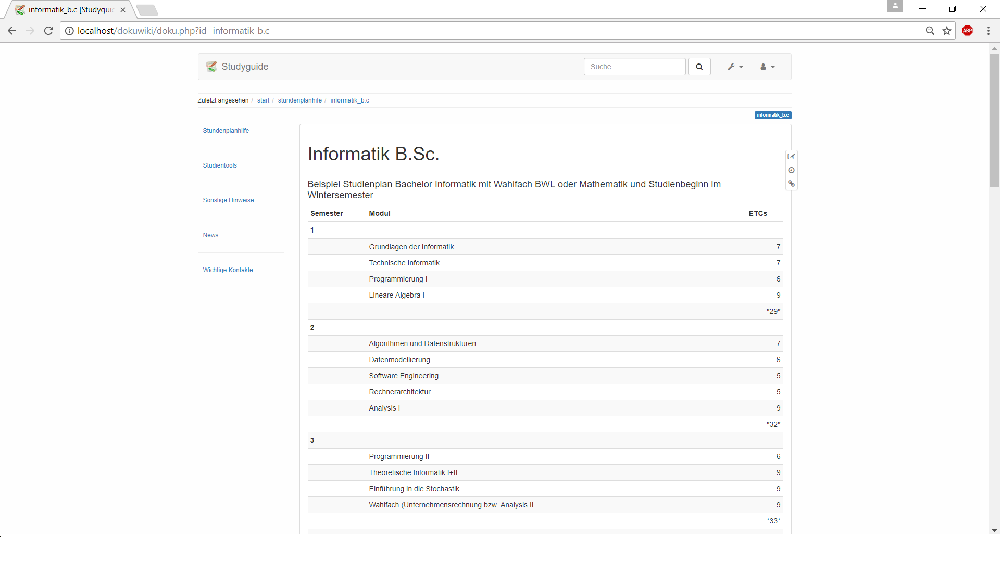 informatik_b.c [Studygui
localhost/dokuwiki/doku.php?id=informatik_b.c
ABP
Studyguide
Suche
Zuletzt angesehen / start / stundenplanhife / informatik_b.c
informatik_b.c
Stundenplanhilfe
Studientools
Sonstige Hinweise
News
Wichtige Kontakte
Informatik B.Sc.
Beispiel Studienplan Bachelor Informatik mit Wahlfach BWL oder Mathematik und Studienbeginn im
Wintersemester
Semester Modul ETCs
1
Grundlagen der Informatik 7
Technische Informatik 7
Programmierung I 6
Lineare Algebra I 9
*29*
2
Algorithmen und Datenstrukturen 7
Datenmodellierung 6
Software Engineering 5
Rechnerarchitektur 5
Analysis I 9
*32*
3
Programmierung II 6
Theoretische Informatik I+II 9
Einführung in die Stochastik 9
Wahlfach (Unternehmensrechnung bzw. Analysis II 9
*33*